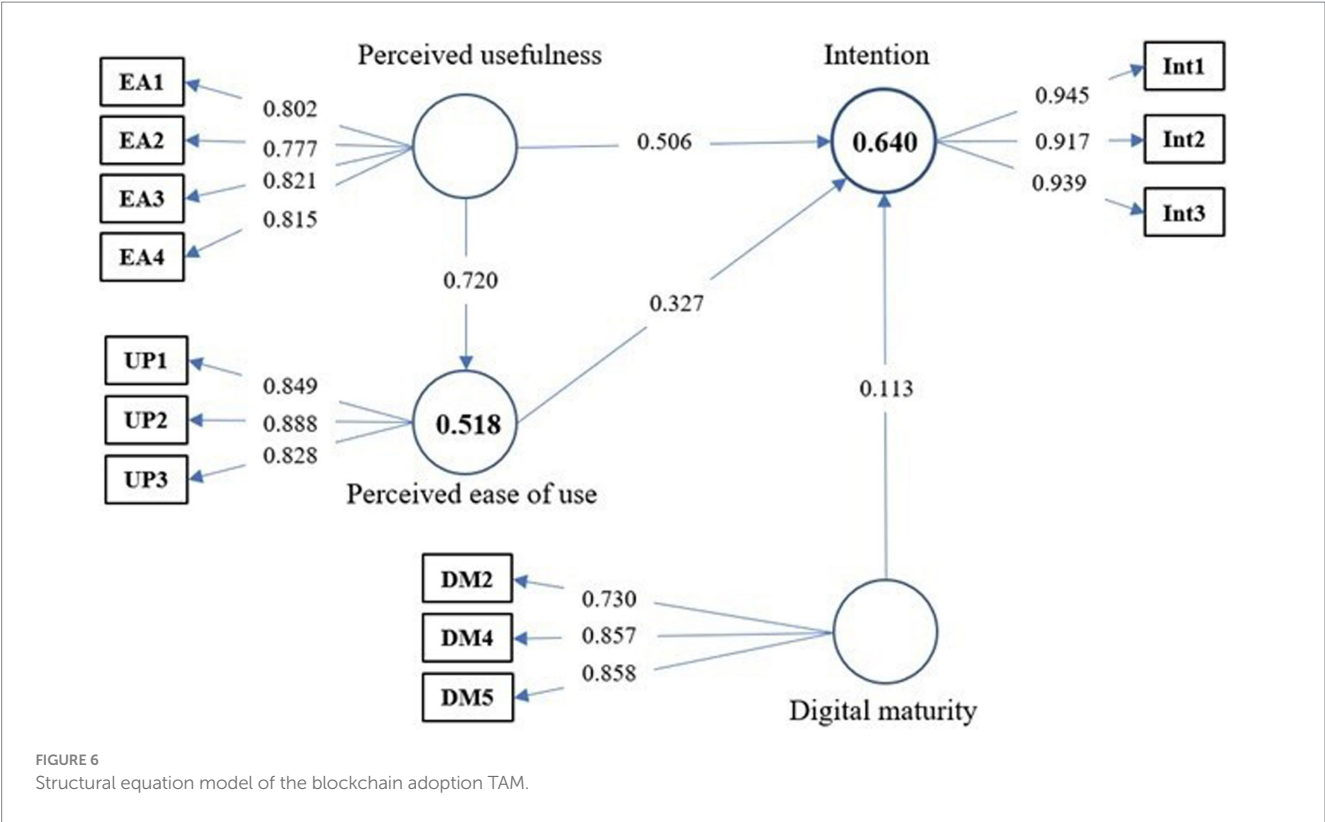 Perceived usefulness
Intention
EA1
EA2
EA3
EA4
0.802
0.777
0.821
0.815
0.506
0.640
0.945
0.917
0.939
Int1
Int2
Int3
0.720
0.327
UP1
UP2
UP3
0.849
0.888
0.828
0.518
Perceived ease of use
0.113
DM2
DM4
DM5
0.730
0.857
0.858
Digital maturity
FIGURE 6
Structural equation model of the blockchain adoption TAM.